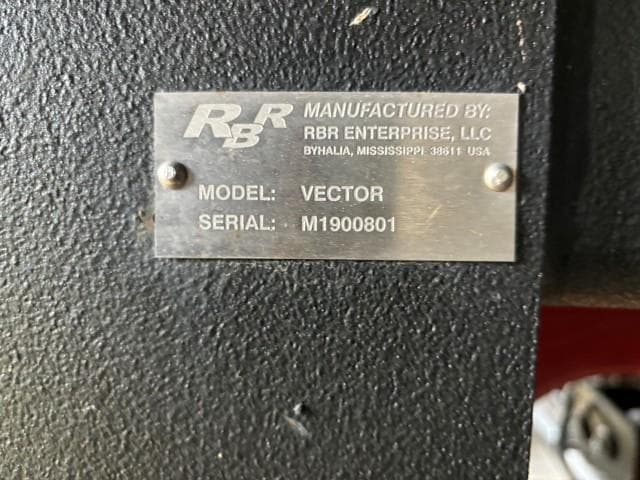 RBR
MANUFACTURED BY:
RBR ENTERPRISE, LLC
BYHALIA, MISSISSIPPI 38611 USA
MODEL: VECTOR
SERIAL: M1900801